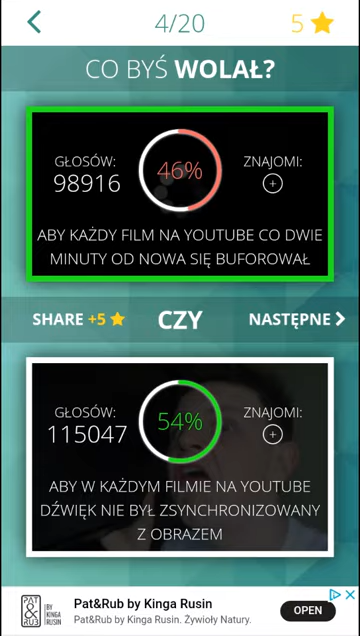 4/20
5
CO BYŚ WOLAŁ?
GŁOSÓW:
98916
46%
ZNAJOMI:
ABY KAŻDY FILM NA YOUTUBE CO DWIE
MINUTY OD NOWA SIĘ BUFOROWAŁ
SHARE +5
CZY
NASTĘPNE
GŁOSÓW:
115047
54%
ZNAJOMI:
ABY W KAŻDYM FILMIE NA YOUTUBE
DŹWIĘK NIE BYŁ ZSYNCHRONIZOWANY
Z OBRAZEM
PAT
&
RUB
BY
KINGA
RUSIN
Pat&Rub by Kinga Rusin
Pat&Rub by Kinga Rusin. Żywioły Natury.
OPEN